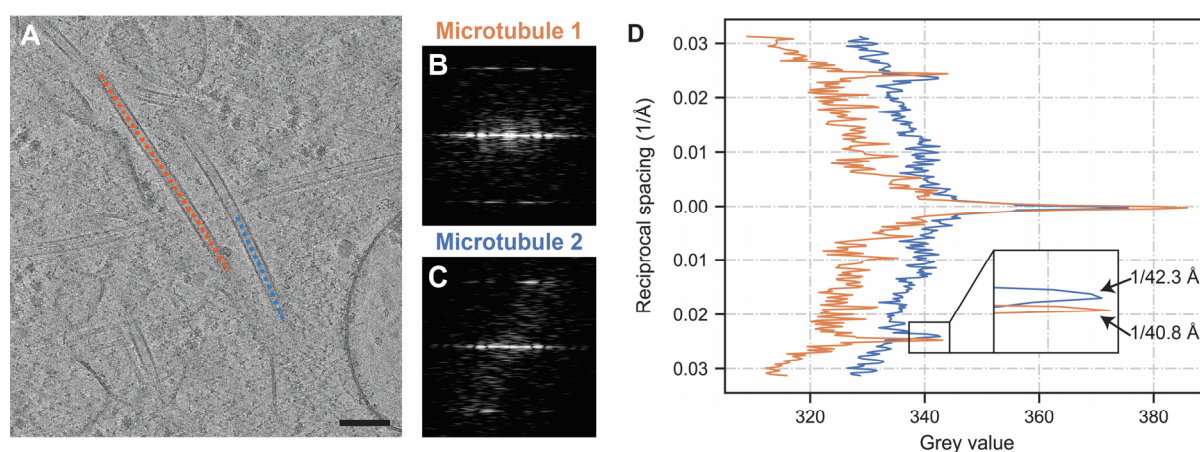 A
Microtubule 1
B
Microtubule 2
C
D
Reciprocal spacing (1/Å)
0.03
0.02
0.01
0.00
0.01
0.02
0.03
1/42.3 Å
1/40.8 Å
320
340
360
380
Grey value